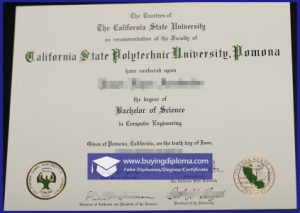 The Trustees of
The California State University
on recommendation of the Faculty of
California State Polytechnic University, Pomona
have conferred upon
the degree of
Bachelor of Science
in Computer Engineering
Given at Pomona, California, on the tenth day of June,
www.buyingdiploma.com
Fake Diploma/Degree/Certificate